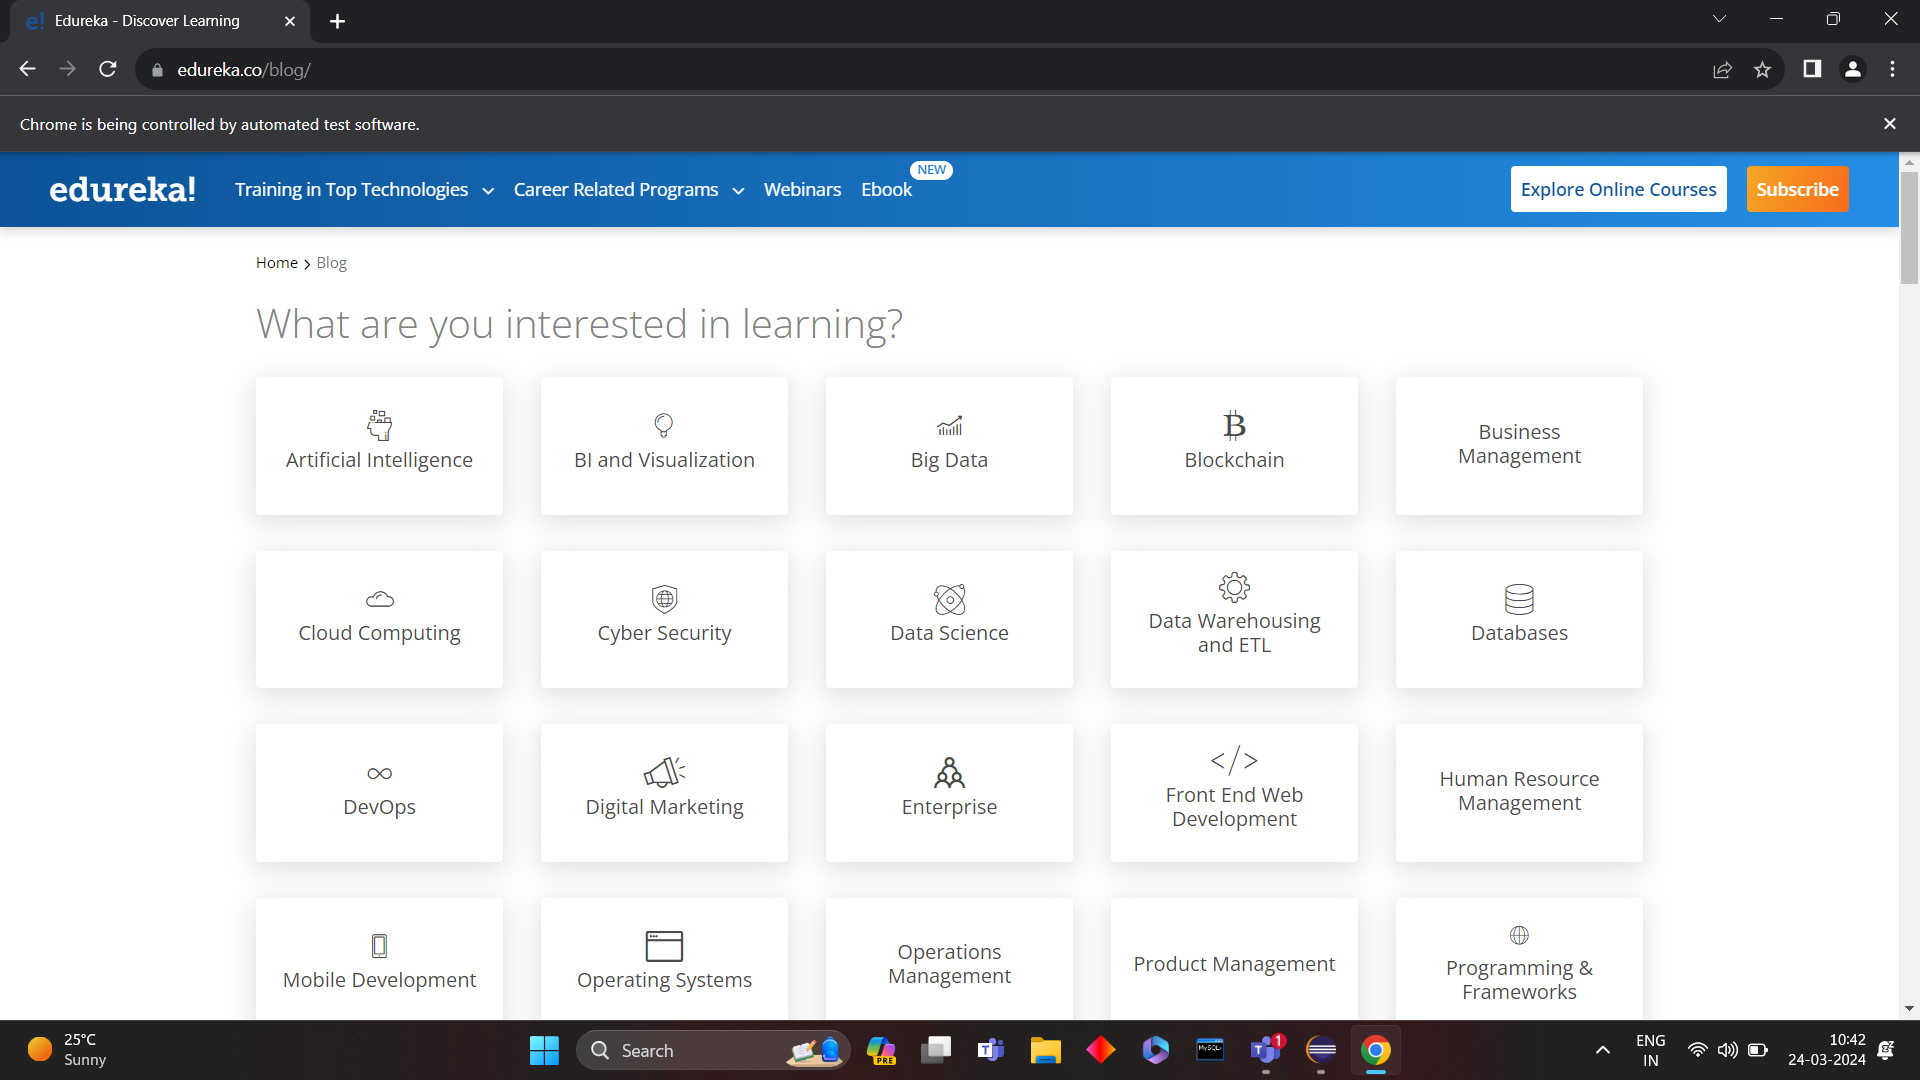 Edureka - Discover Learning
edureka.co/blog/
Chrome is being controlled by automated test software.
edureka!
Training in Top Technologies
Career Related Programs
Webinars
Ebook
NEW
Explore Online Courses
Subscribe
Home > Blog
What are you interested in learning?
Artificial Intelligence
BI and Visualization
Big Data
Blockchain
Business
Management
Cloud Computing
Cyber Security
Data Science
Data Warehousing
and ETL
Databases
DevOps
Digital Marketing
Enterprise
</>
Front End Web
Development
Human Resource
Management
Mobile Development
Operating Systems
Operations
Management
Product Management
Programming &
Frameworks
25°C
Sunny
Search
PRE
MySQL
1
ENG
IN
10:42
24-03-2024